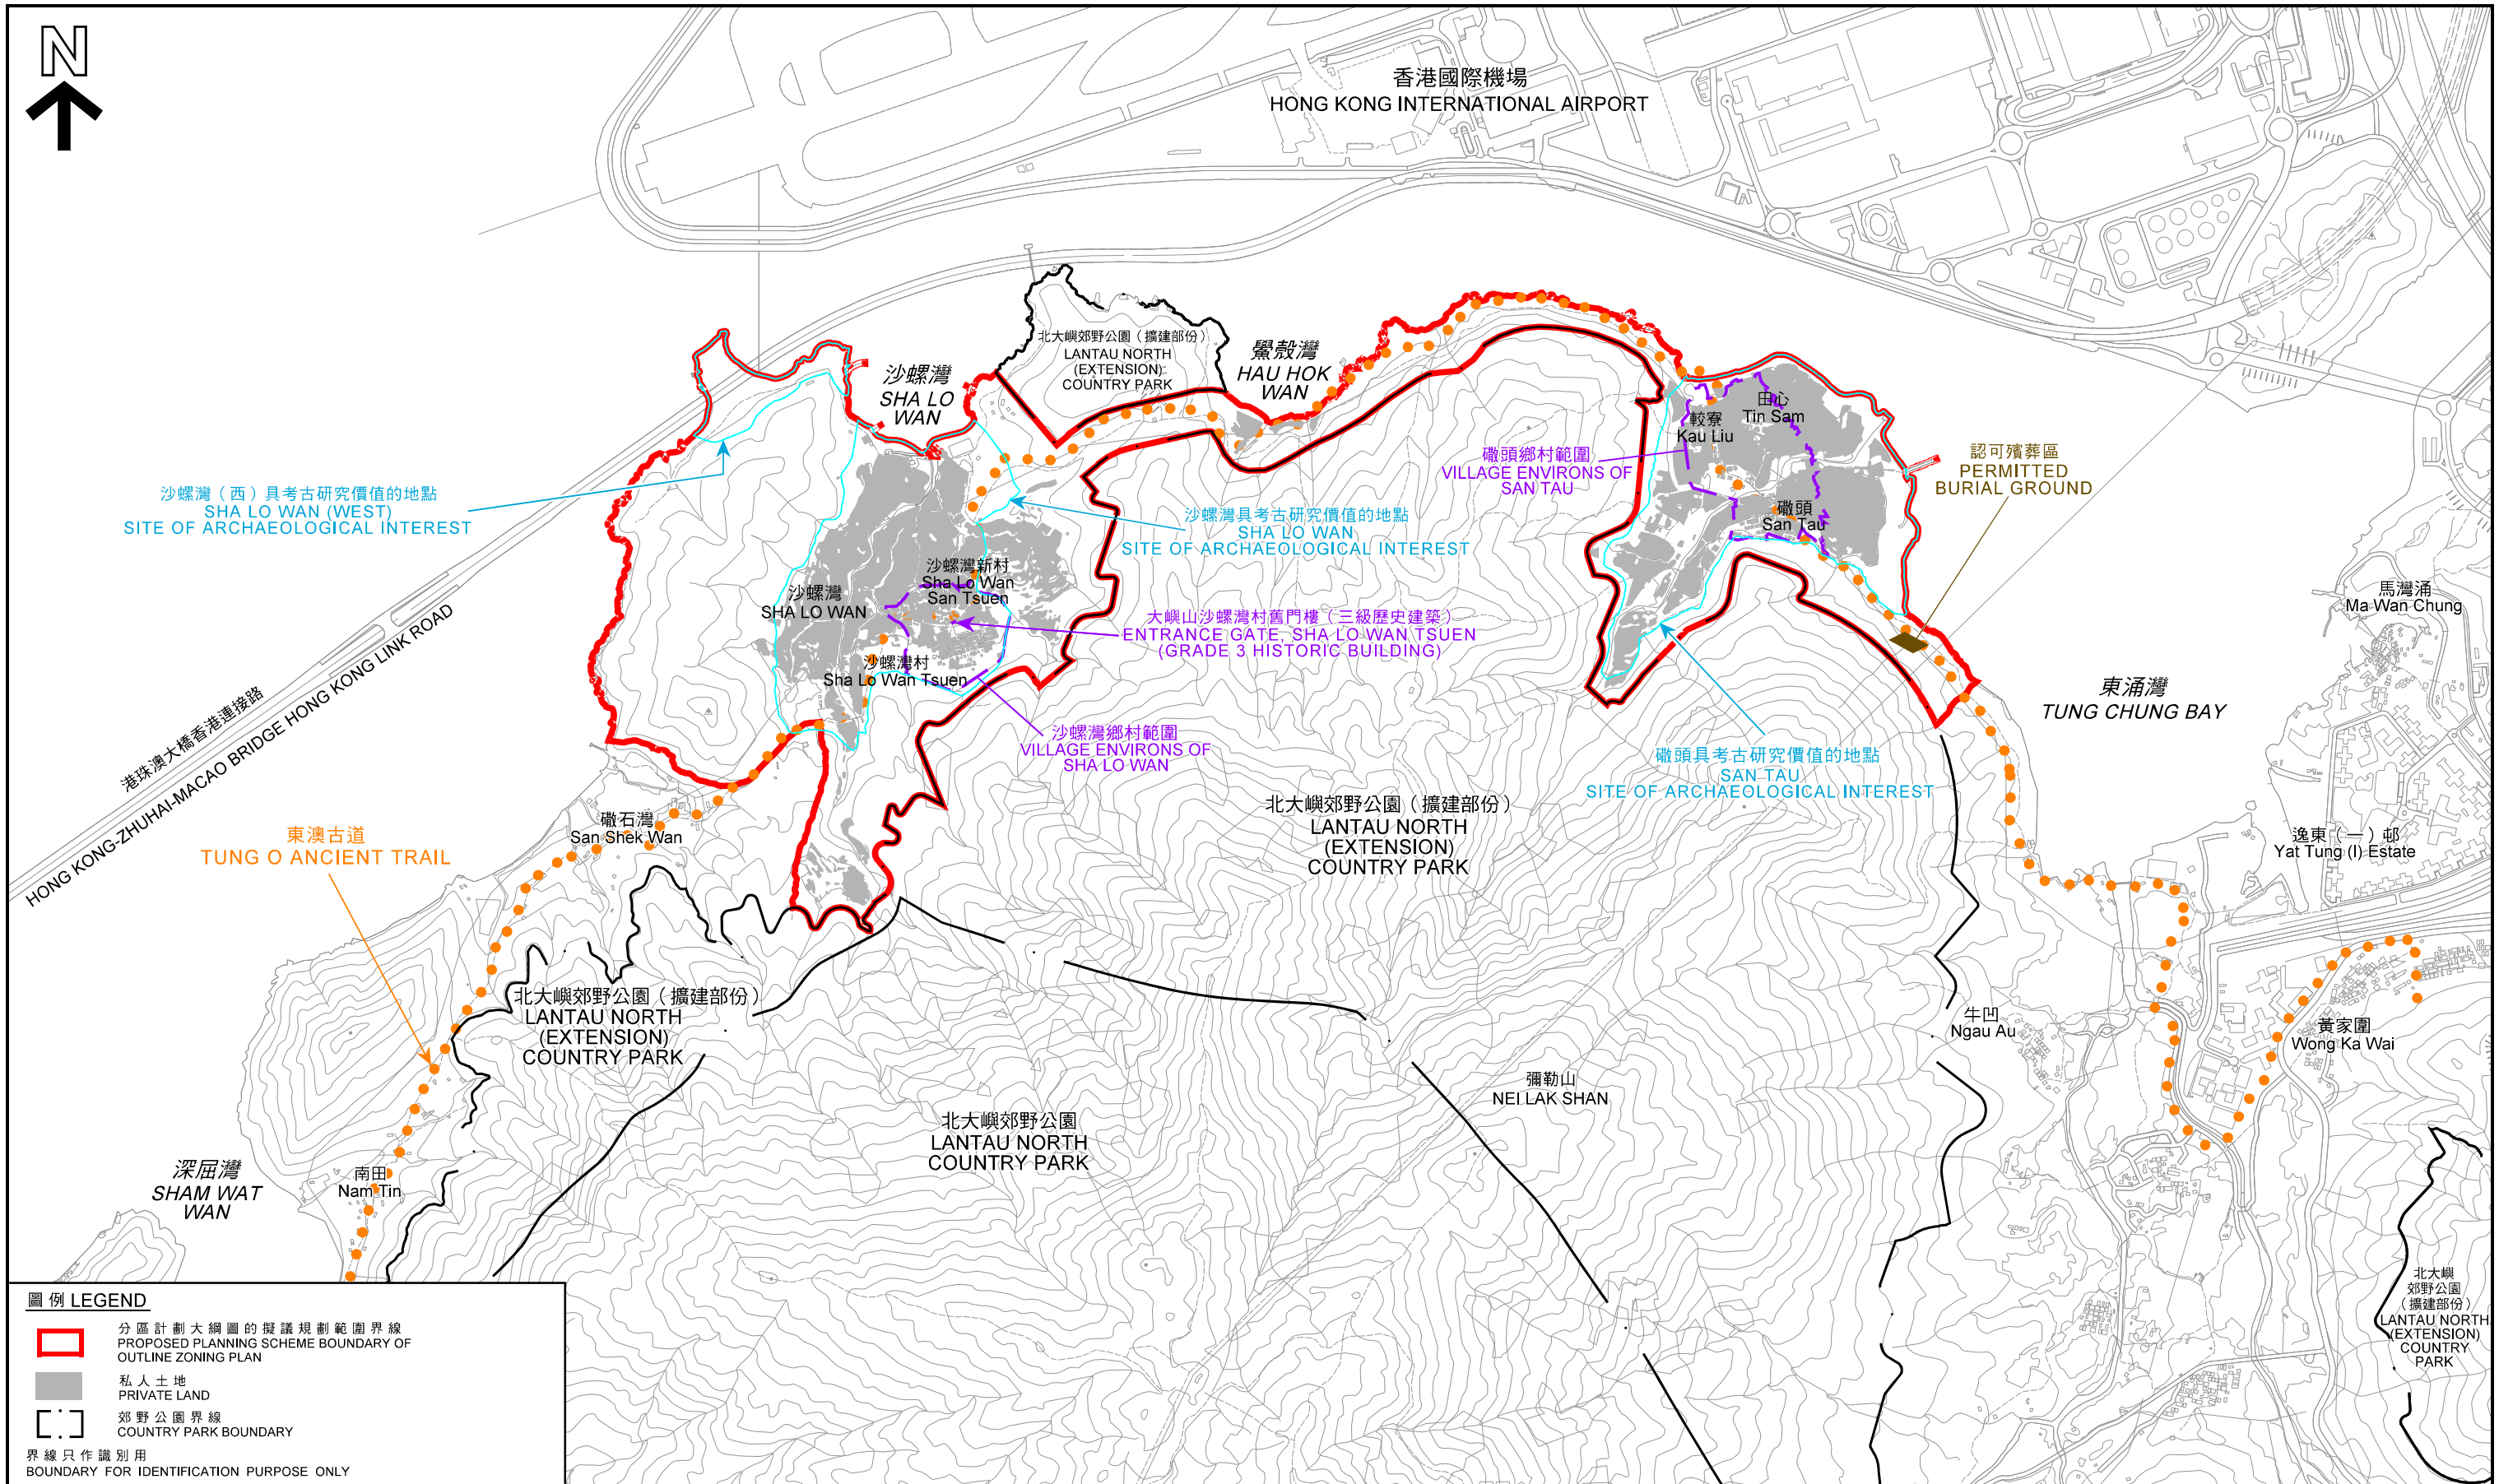 N
香港國際機場
HONG KONG INTERNATIONAL AIRPORT
北大嶼郊野公園（擴建部份）
LANTAU NORTH
(EXTENSION)
COUNTRY PARK
鱟殼灣
HAU HOK
WAN
沙螺灣
SHA LO
WAN
田心
Tin Sam
較寮
Kau Liu
䃟頭鄉村範圍
VILLAGE ENVIRONS OF
SAN TAU
認可殯葬區
PERMITTED
BURIAL GROUND
沙螺灣（西）具考古研究價值的地點
SHA LO WAN (WEST)
SITE OF ARCHAEOLOGICAL INTEREST
沙螺灣具考古研究價值的地點
SHA LO WAN
SITE OF ARCHAEOLOGICAL INTEREST
䃟頭
San Tau
沙螺灣新村
Sha Lo Wan
San Tsuen
沙螺灣
SHA LO WAN
馬灣涌
Ma Wan Chung
大嶼山沙螺灣村舊門樓（三級歷史建築）
ENTRANCE GATE, SHA LO WAN TSUEN
(GRADE 3 HISTORIC BUILDING)
沙螺灣村
Sha Lo Wan Tsuen
東涌灣
TUNG CHUNG BAY
港珠澳大橋香港連接路
HONG KONG-ZHUHAI-MACAO BRIDGE HONG KONG LINK ROAD
沙螺灣鄉村範圍
VILLAGE ENVIRONS OF
SHA LO WAN
䃟頭具考古研究價值的地點
SAN TAU
SITE OF ARCHAEOLOGICAL INTEREST
北大嶼郊野公園（擴建部份）
LANTAU NORTH
(EXTENSION)
COUNTRY PARK
䃟石灣
San Shek Wan
東澳古道
TUNG O ANCIENT TRAIL
逸東（一）邨
Yat Tung (I) Estate
北大嶼郊野公園（擴建部份）
LANTAU NORTH
(EXTENSION)
COUNTRY PARK
牛凹
Ngau Au
黃家圍
Wong Ka Wai
彌勒山
NEI LAK SHAN
北大嶼郊野公園
LANTAU NORTH
COUNTRY PARK
深屈灣
SHAM WAT
WAN
南田
Nam Tin
北大嶼
郊野公園
（擴建部份）
LANTAU NORTH
(EXTENSION)
COUNTRY
PARK
圖例 LEGEND
分區計劃大綱圖的擬議規劃範圍界線
PROPOSED PLANNING SCHEME BOUNDARY OF
OUTLINE ZONING PLAN
私人土地
PRIVATE LAND
郊野公園界線
COUNTRY PARK BOUNDARY
界線只作識別用
BOUNDARY FOR IDENTIFICATION PURPOSE ONLY